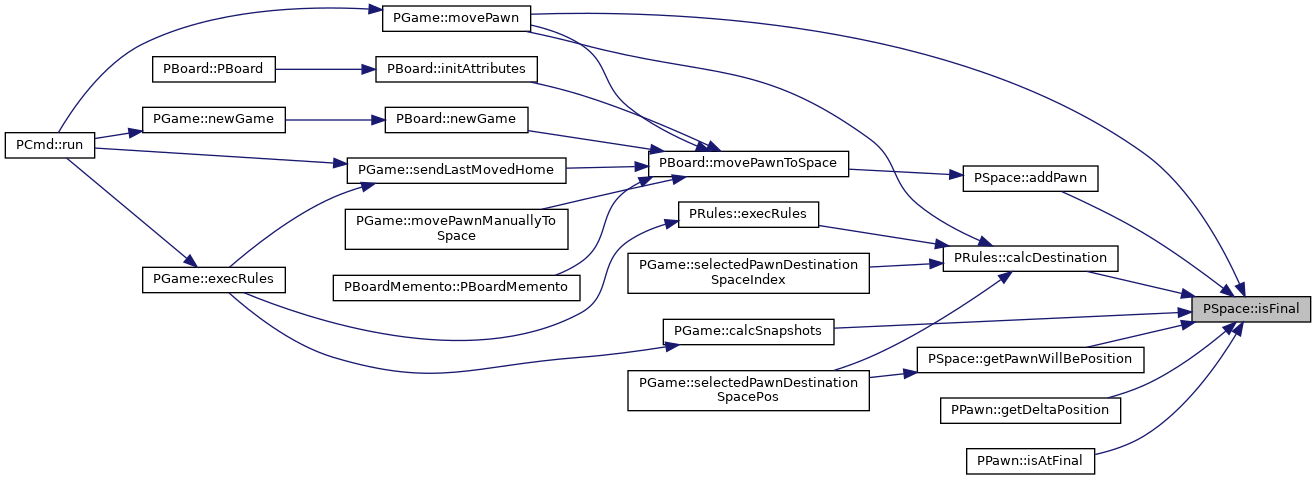 PGame::movePawn
PBoard::PBoard
PBoard::initAttributes
PGame::newGame
PBoard::newGame
PCmd::run
PGame::sendLastMovedHome
PBoard::movePawnToSpace
PSpace::addPawn
PGame::movePawnManuallyTo
Space
PRules::execRules
PRules::calcDestination
PGame::execRules
PBoardMemento::PBoardMemento
PGame::selectedPawnDestination
SpaceIndex
PSpace::isFinal
PGame::calcSnapshots
PSpace::getPawnWillBePosition
PGame::selectedPawnDestination
SpacePos
PPawn::getDeltaPosition
PPawn::isAtFinal